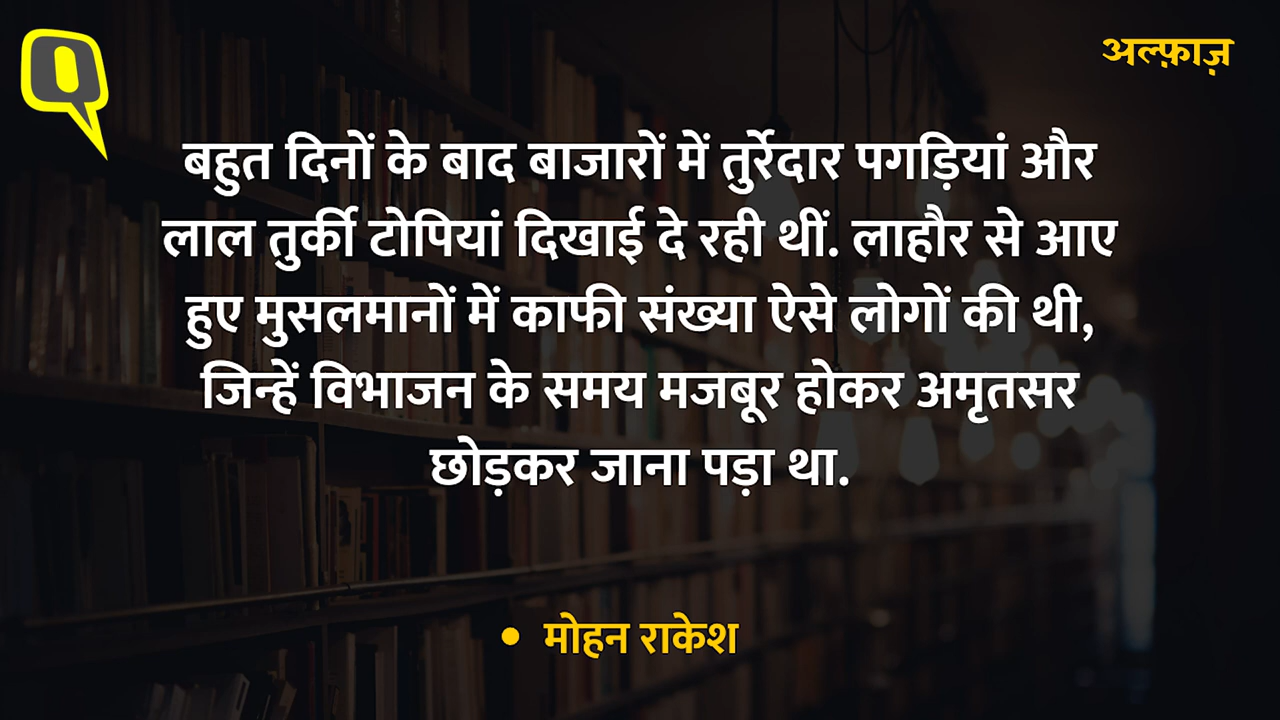 अल्फ़ाज़
बहुत दिनों के बाद बाजारों में तुर्रेदार पगड़ियां और
लाल तुर्की टोपियां दिखाई दे रही थीं. लाहौर से आए
हुए मुसलमानों में काफी संख्या ऐसे लोगों की थी,
जिन्हें विभाजन के समय मजबूर होकर अमृतसर
छोड़कर जाना पड़ा था.
• मोहन राकेश